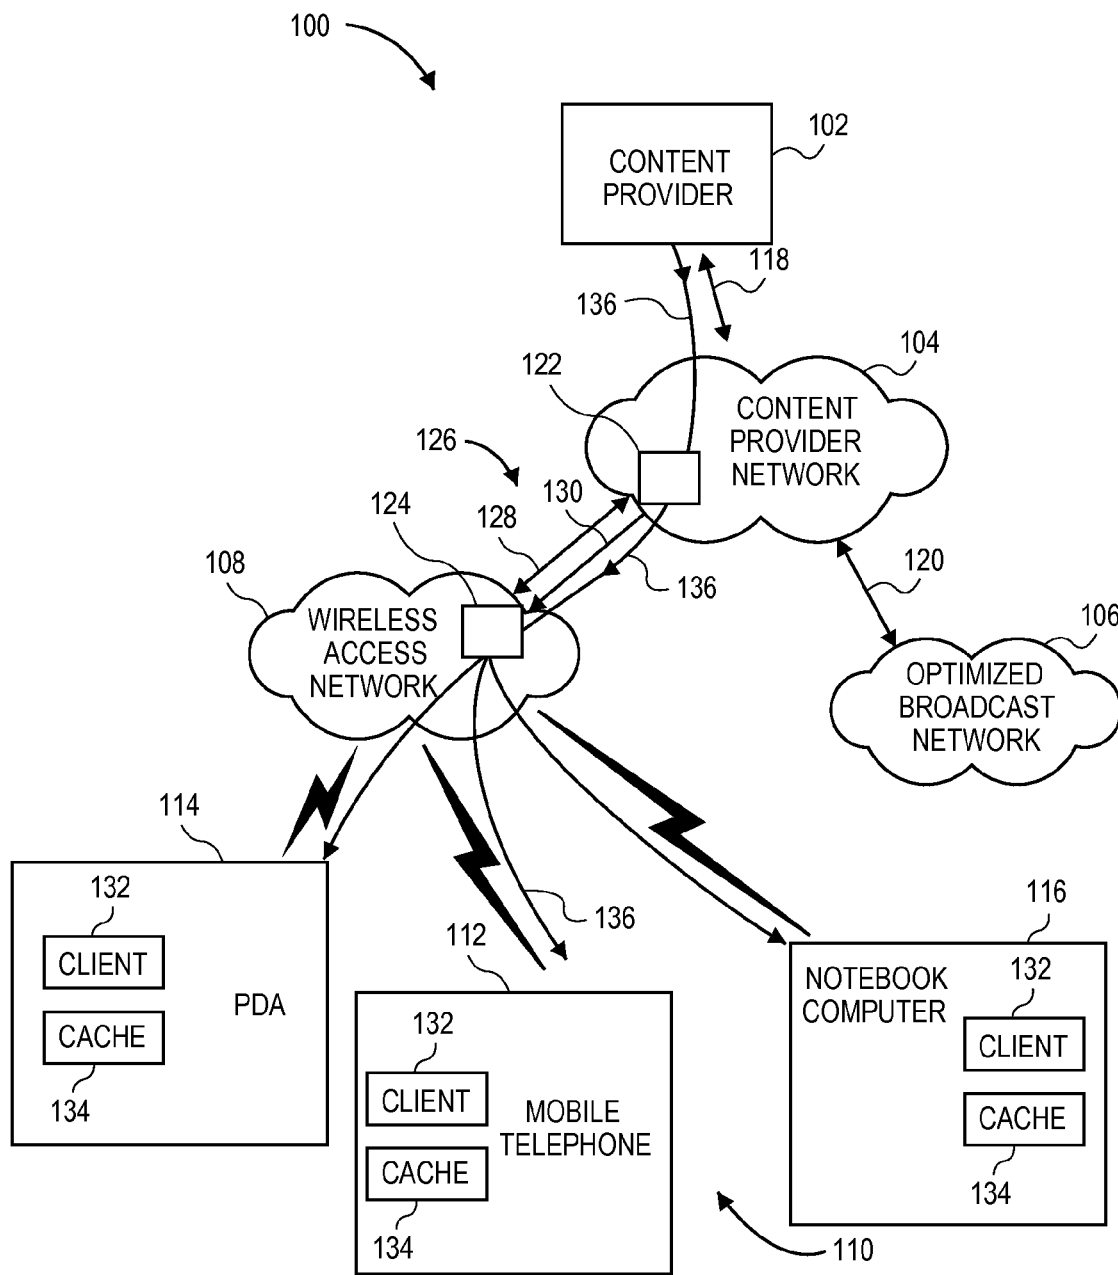 100
102
CONTENT
PROVIDER
118
136
104
122
CONTENT
PROVIDER
NETWORK
126
130
124
128
108
136
120
WIRELESS
ACCESS
NETWORK
106
OPTIMIZED
BROADCAST
NETWORK
114
132
CLIENT
PDA
CACHE
134
136
112
132
CLIENT
MOBILE
TELEPHONE
CACHE
134
116
NOTEBOOK
COMPUTER
132
CLIENT
CACHE
134
110